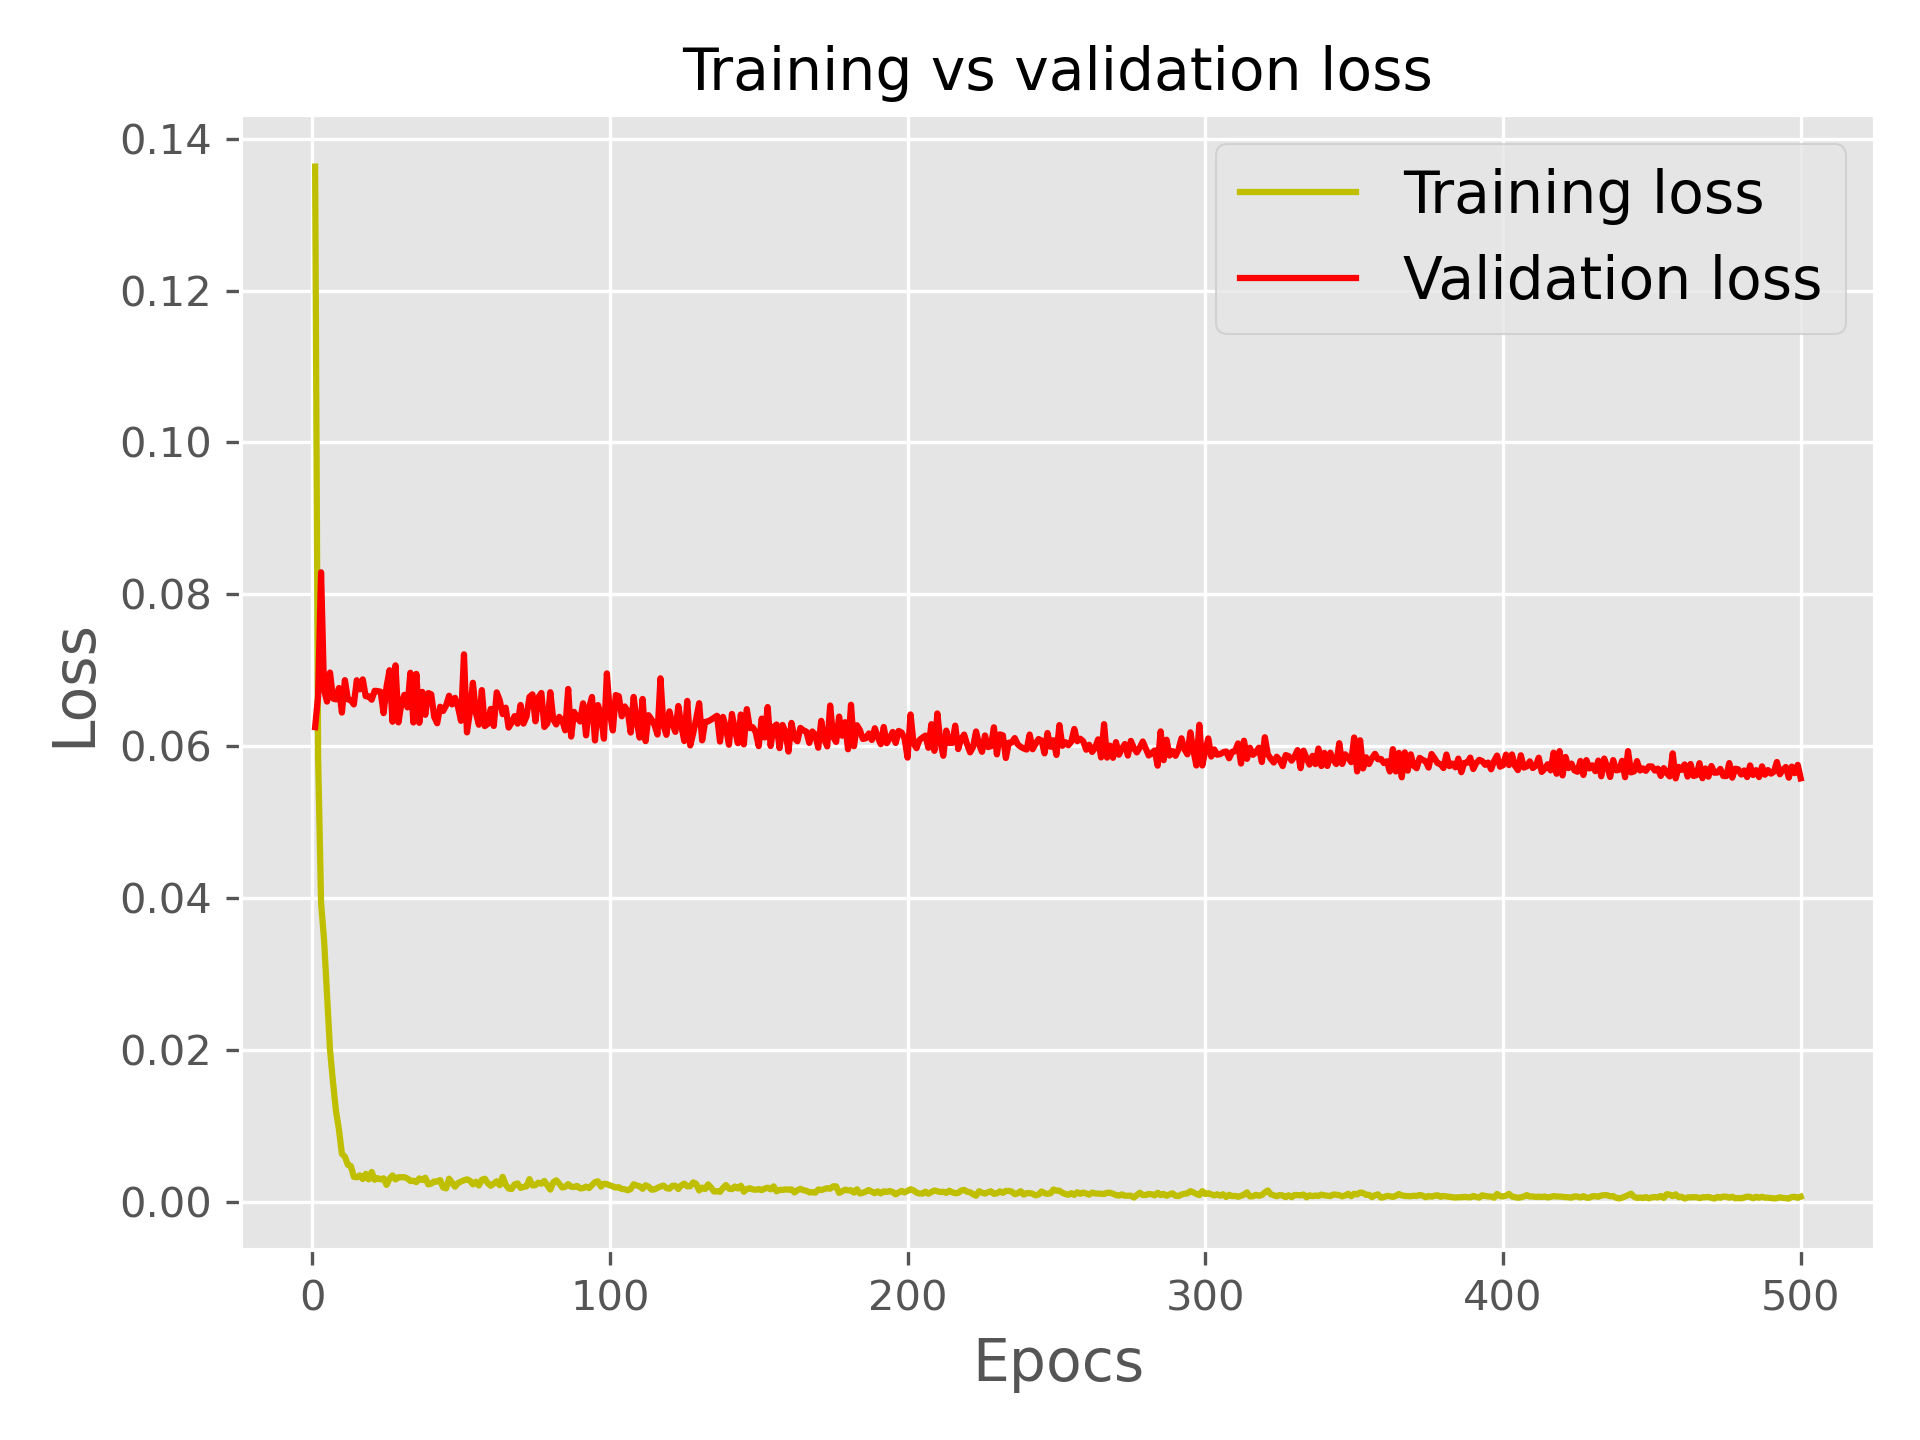 Training vs validation loss
0.14
0.12
0.10
0.08
0.06
0.04
0.02
0.00
Loss
Training loss
Validation loss
0 100 200 300 400 500
Epocs